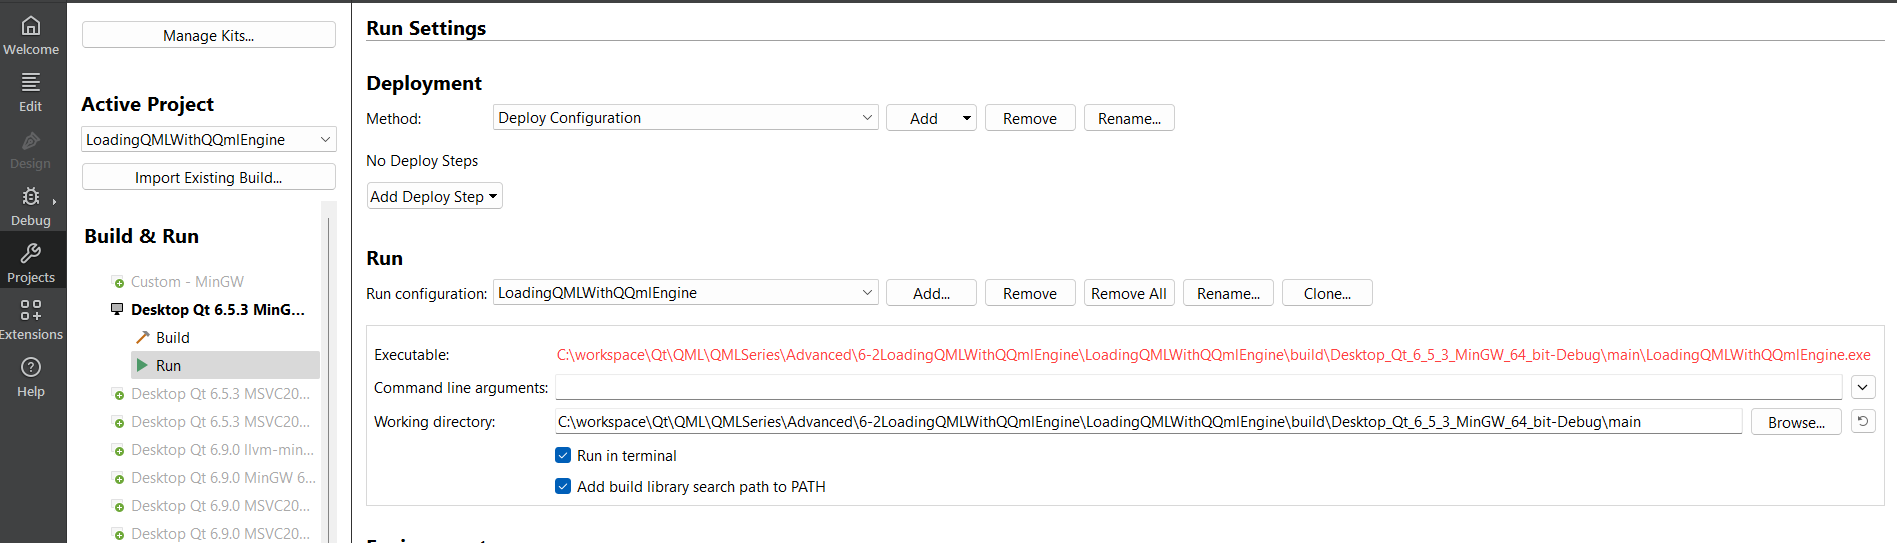 Welcome
Edit
Design
Debug
Projects
Extensions
Help
Manage Kits...
Active Project
LoadingQMLWithQQmlEngine
Import Existing Build...
Build & Run
Custom - MinGW
Desktop Qt 6.5.3 MinG...
Build
Run
Desktop Qt 6.5.3 MSVC20...
Desktop Qt 6.5.3 MSVC20...
Desktop Qt 6.9.0 llvm-min...
Desktop Qt 6.9.0 MinGW 6...
Desktop Qt 6.9.0 MSVC20...
Desktop Qt 6.9.0 MSVC20...
Run Settings
Deployment
Method: Deploy Configuration Add Remove Rename...
No Deploy Steps
Add Deploy Step
Run
Run configuration: LoadingQMLWithQQmlEngine Add... Remove Remove All Rename... Clone...
Executable: C:\workspace\Qt\QML\QMLSeries\Advanced\6-2LoadingQMLWithQQmlEngine\LoadingQMLWithQQmlEngine\build\Desktop_Qt_6_5_3_MinGW_64_bit-Debug\main\LoadingQMLWithQQmlEngine.exe
Command line arguments:
Working directory: C:\workspace\Qt\QML\QMLSeries\Advanced\6-2LoadingQMLWithQQmlEngine\LoadingQMLWithQQmlEngine\build\Desktop_Qt_6_5_3_MinGW_64_bit-Debug\main Browse...
Run in terminal
Add build library search path to PATH